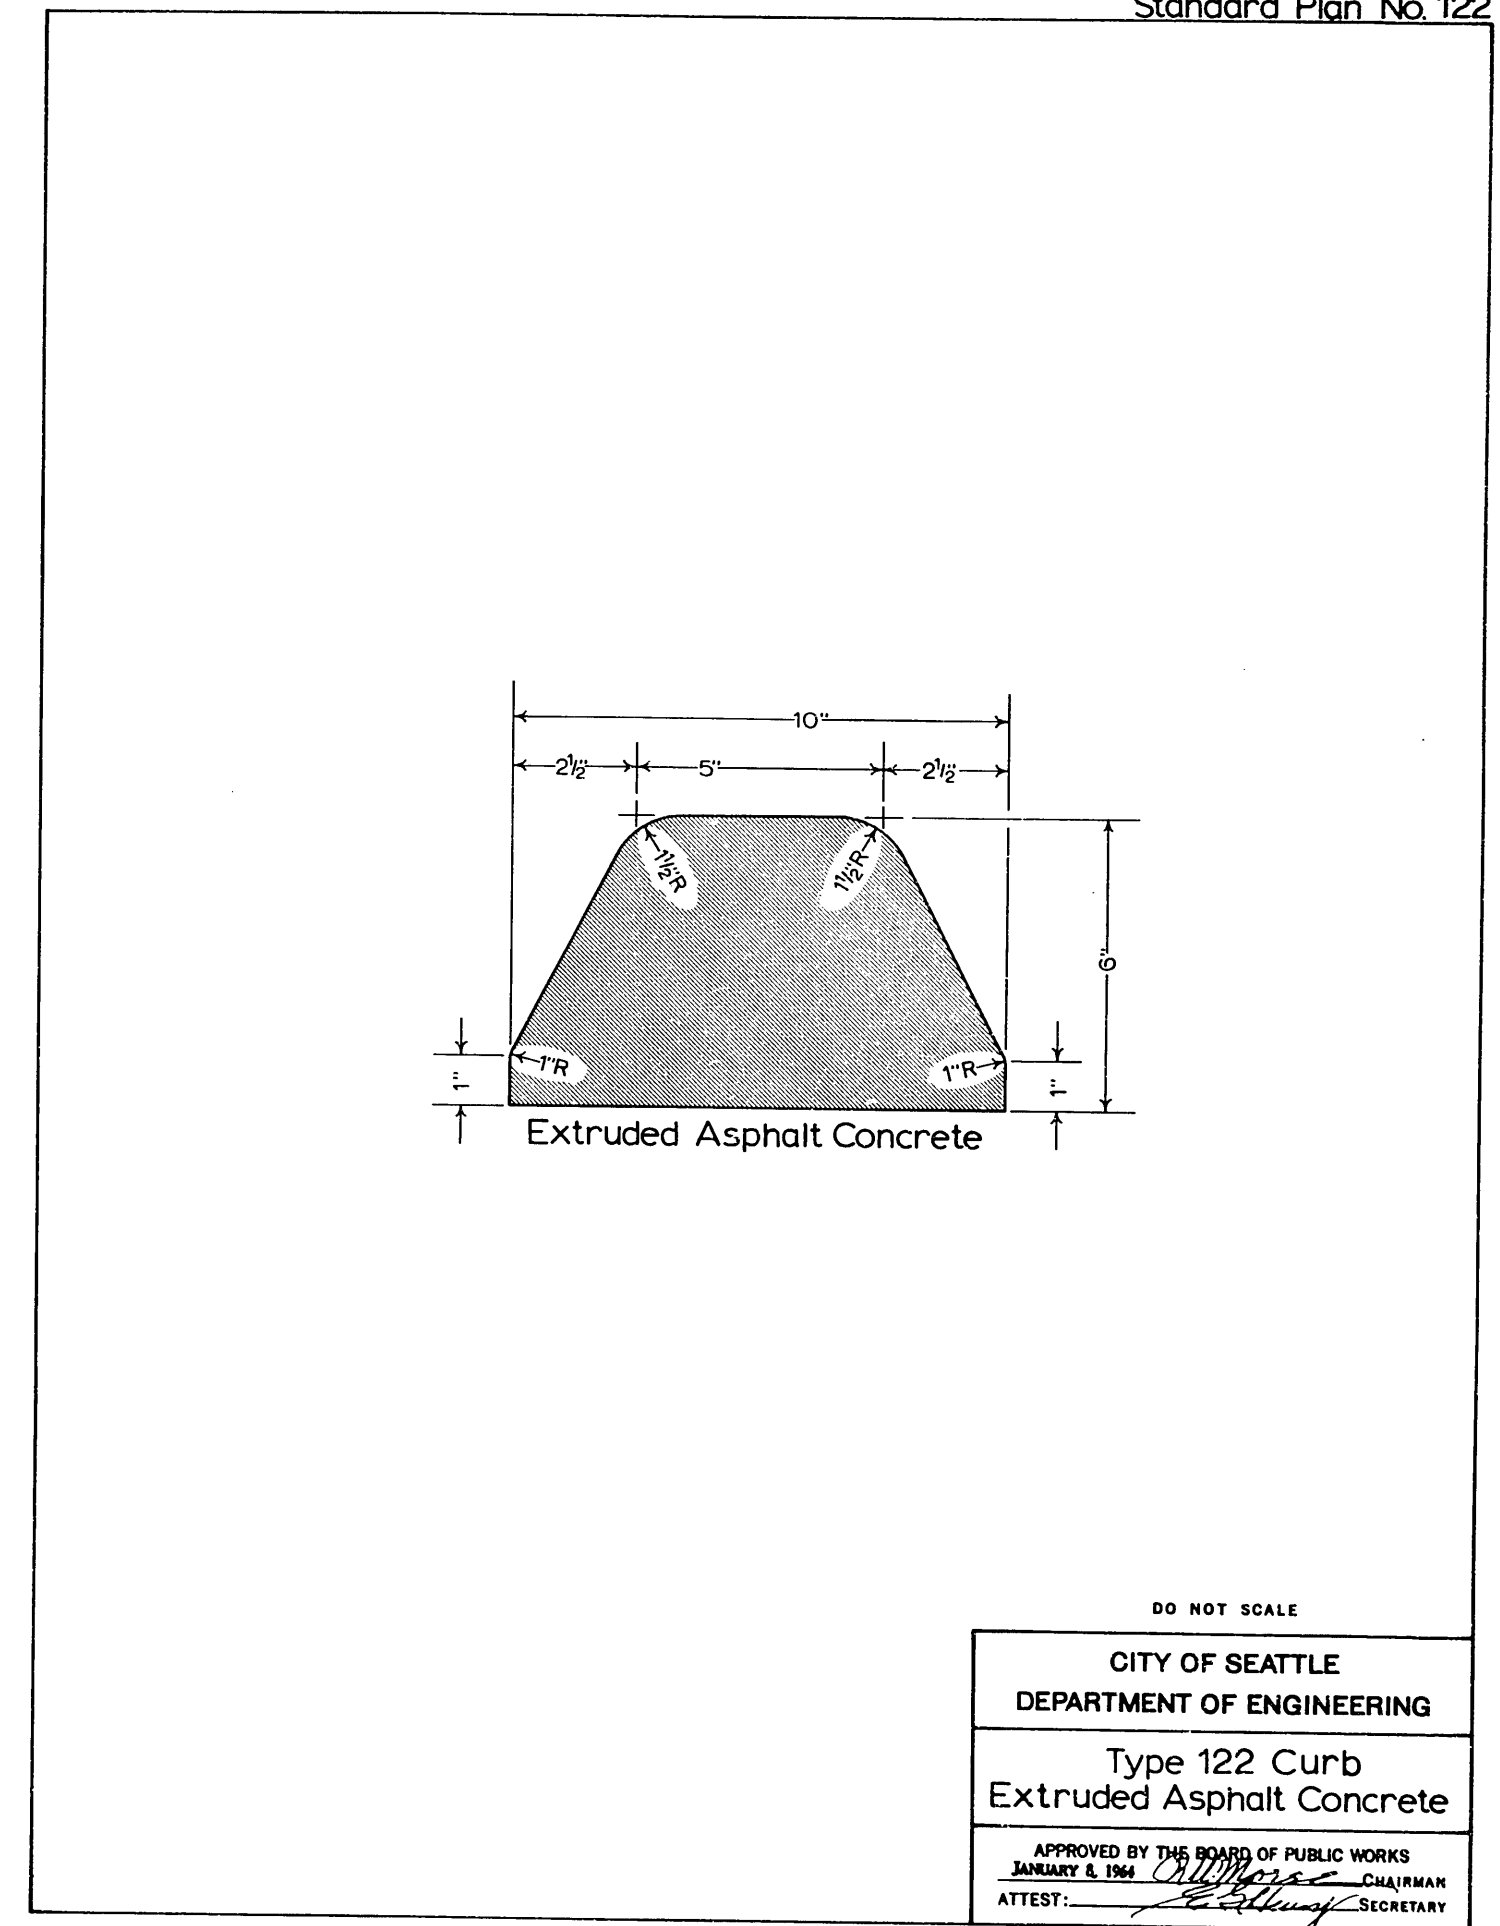 Standard Plan No. 122
10"
2½" 5" 2½"
1½"R 1½"R
6"
1"R 1"R
1" 1"
Extruded Asphalt Concrete
DO NOT SCALE
CITY OF SEATTLE
DEPARTMENT OF ENGINEERING
Type 122 Curb
Extruded Asphalt Concrete
APPROVED BY THE BOARD OF PUBLIC WORKS
JANUARY 8, 1964 Morse CHAIRMAN
ATTEST: SECRETARY